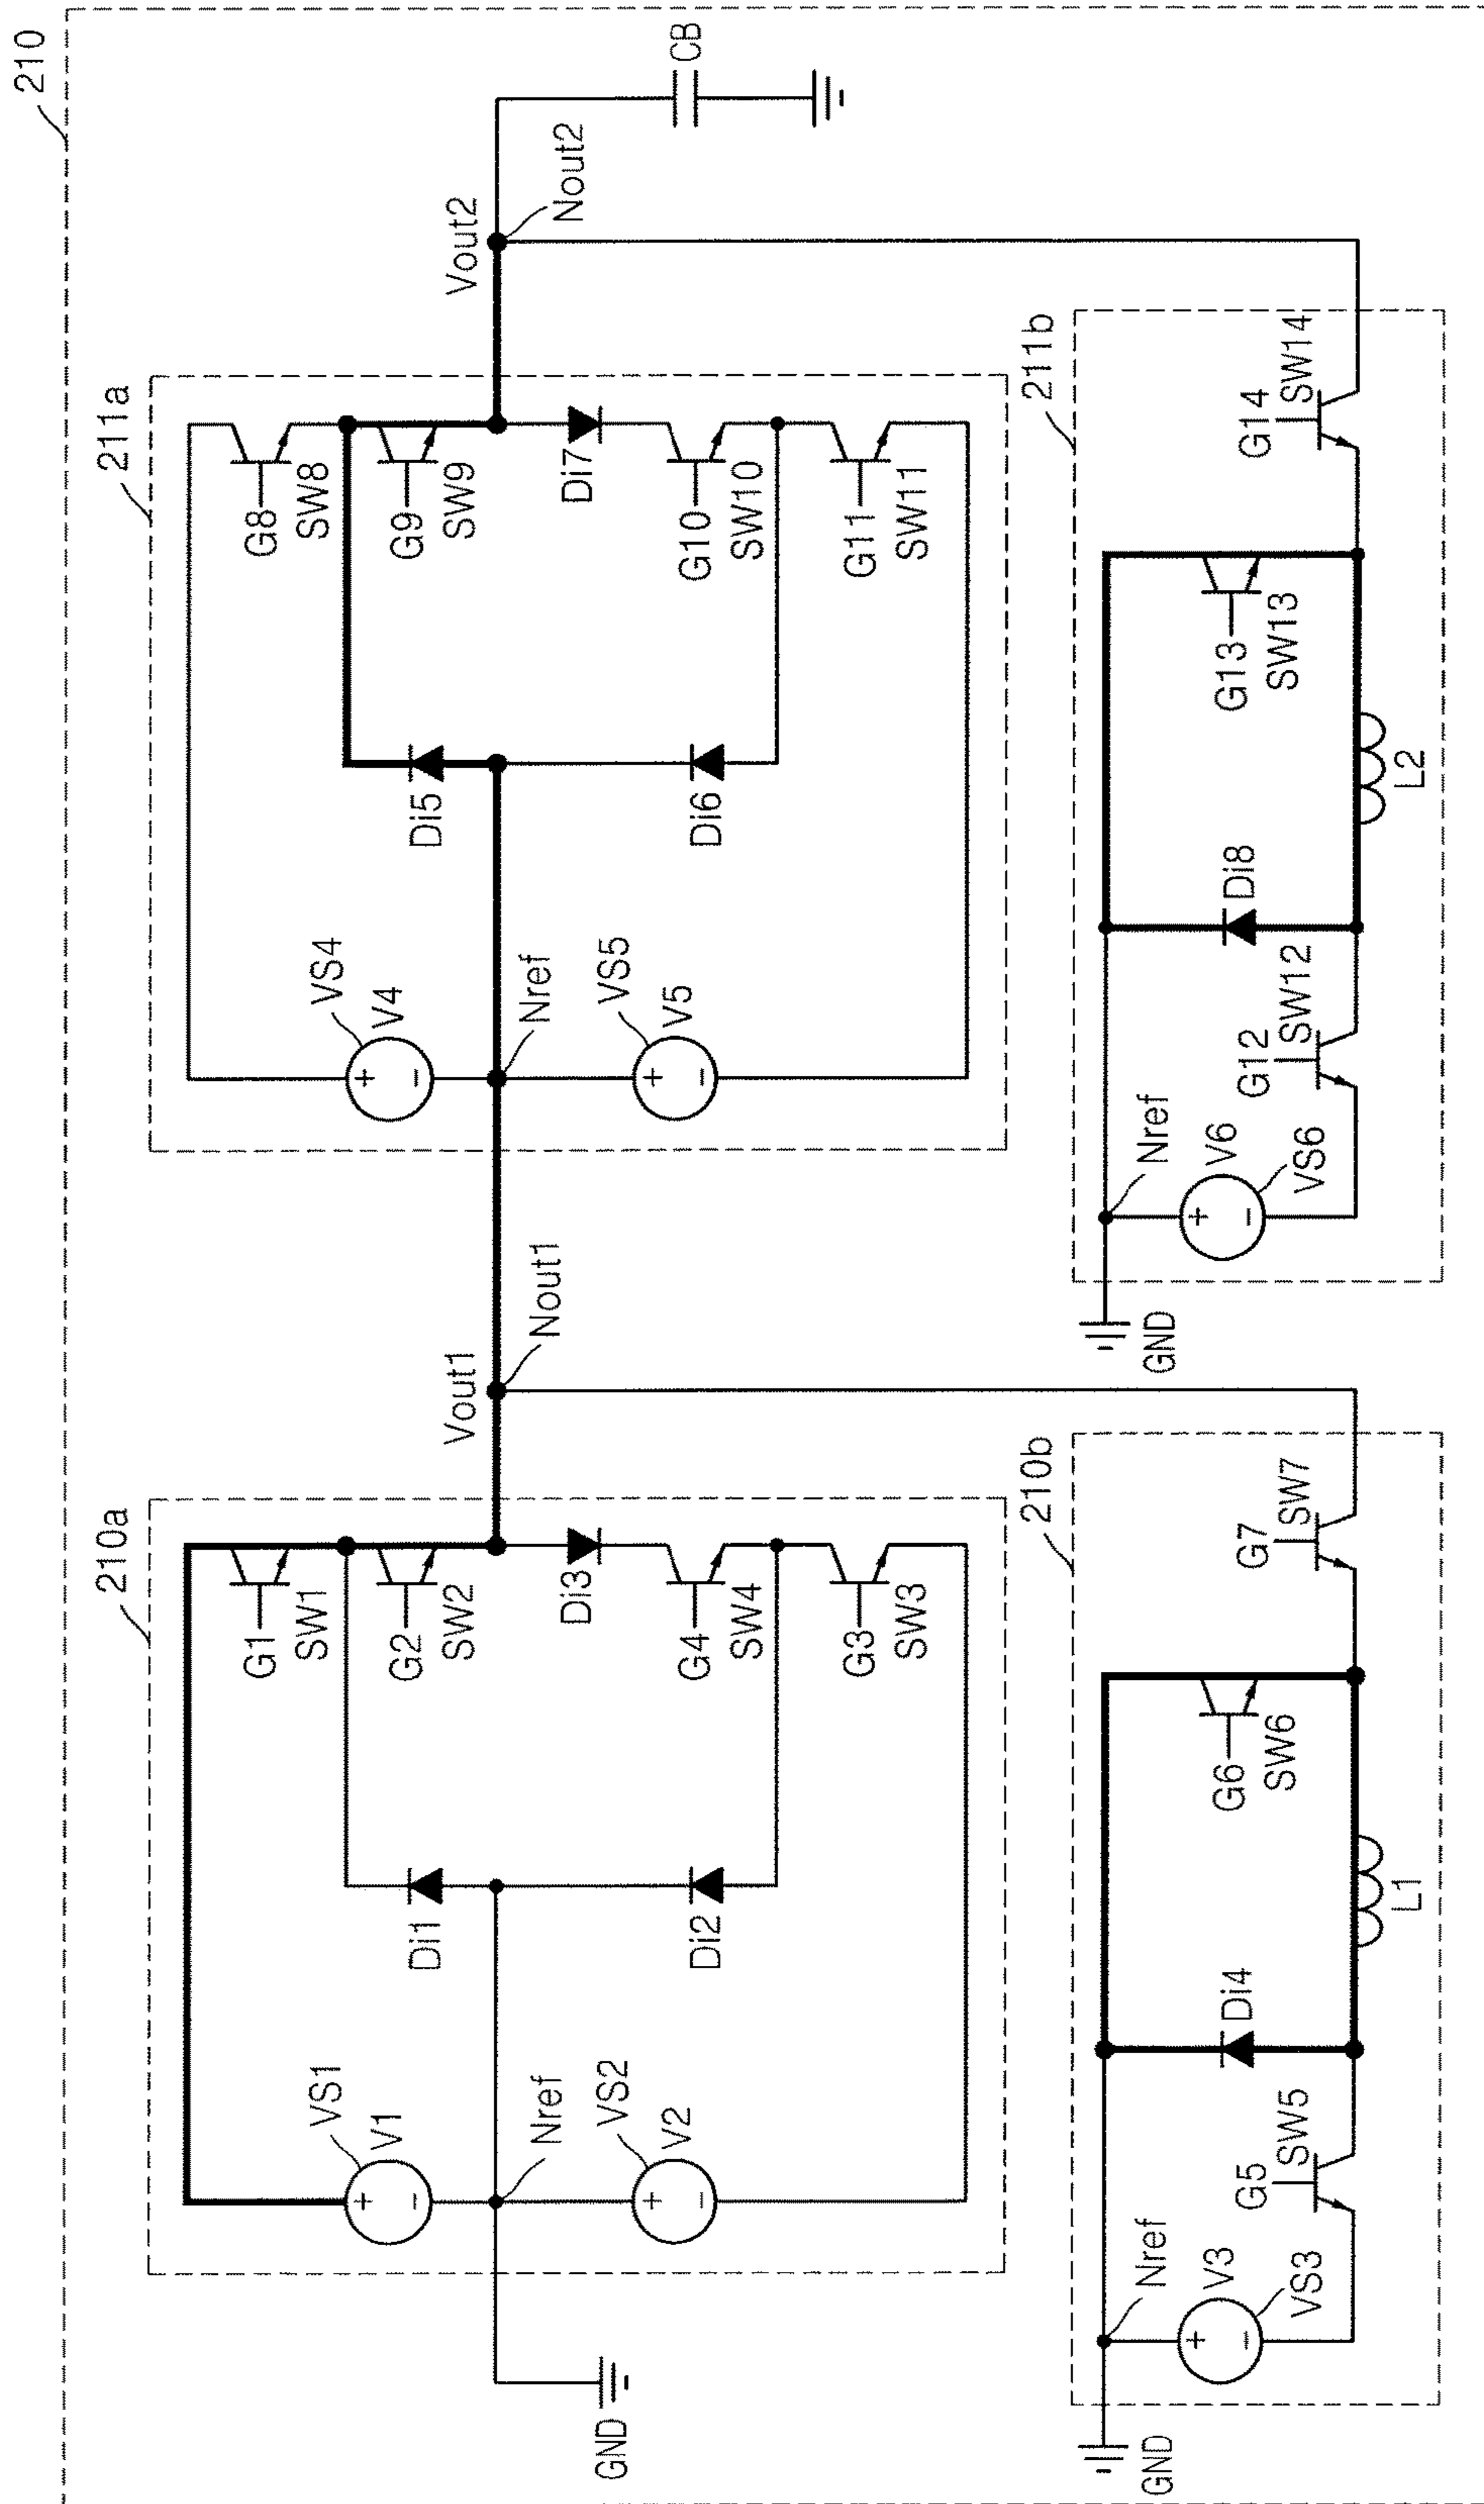 210
210a
VS1
V1
Nref
VS2
V2
GND
Di1
Di2
G1
SW1
G2
SW2
Di3
G4
SW4
G3
SW3
Vout1
Nout1
211a
VS4
V4
Nref
VS5
V5
Di5
Di6
G8
SW8
G9
SW9
Di7
G10
SW10
G11
SW11
Vout2
Nout2
CB
210b
Nref
V3
VS3
GND
G5
SW5
Di4
L1
G6
SW6
G7
SW7
211b
Nref
V6
VS6
GND
G12
SW12
Di8
L2
G13
SW13
G14
SW14